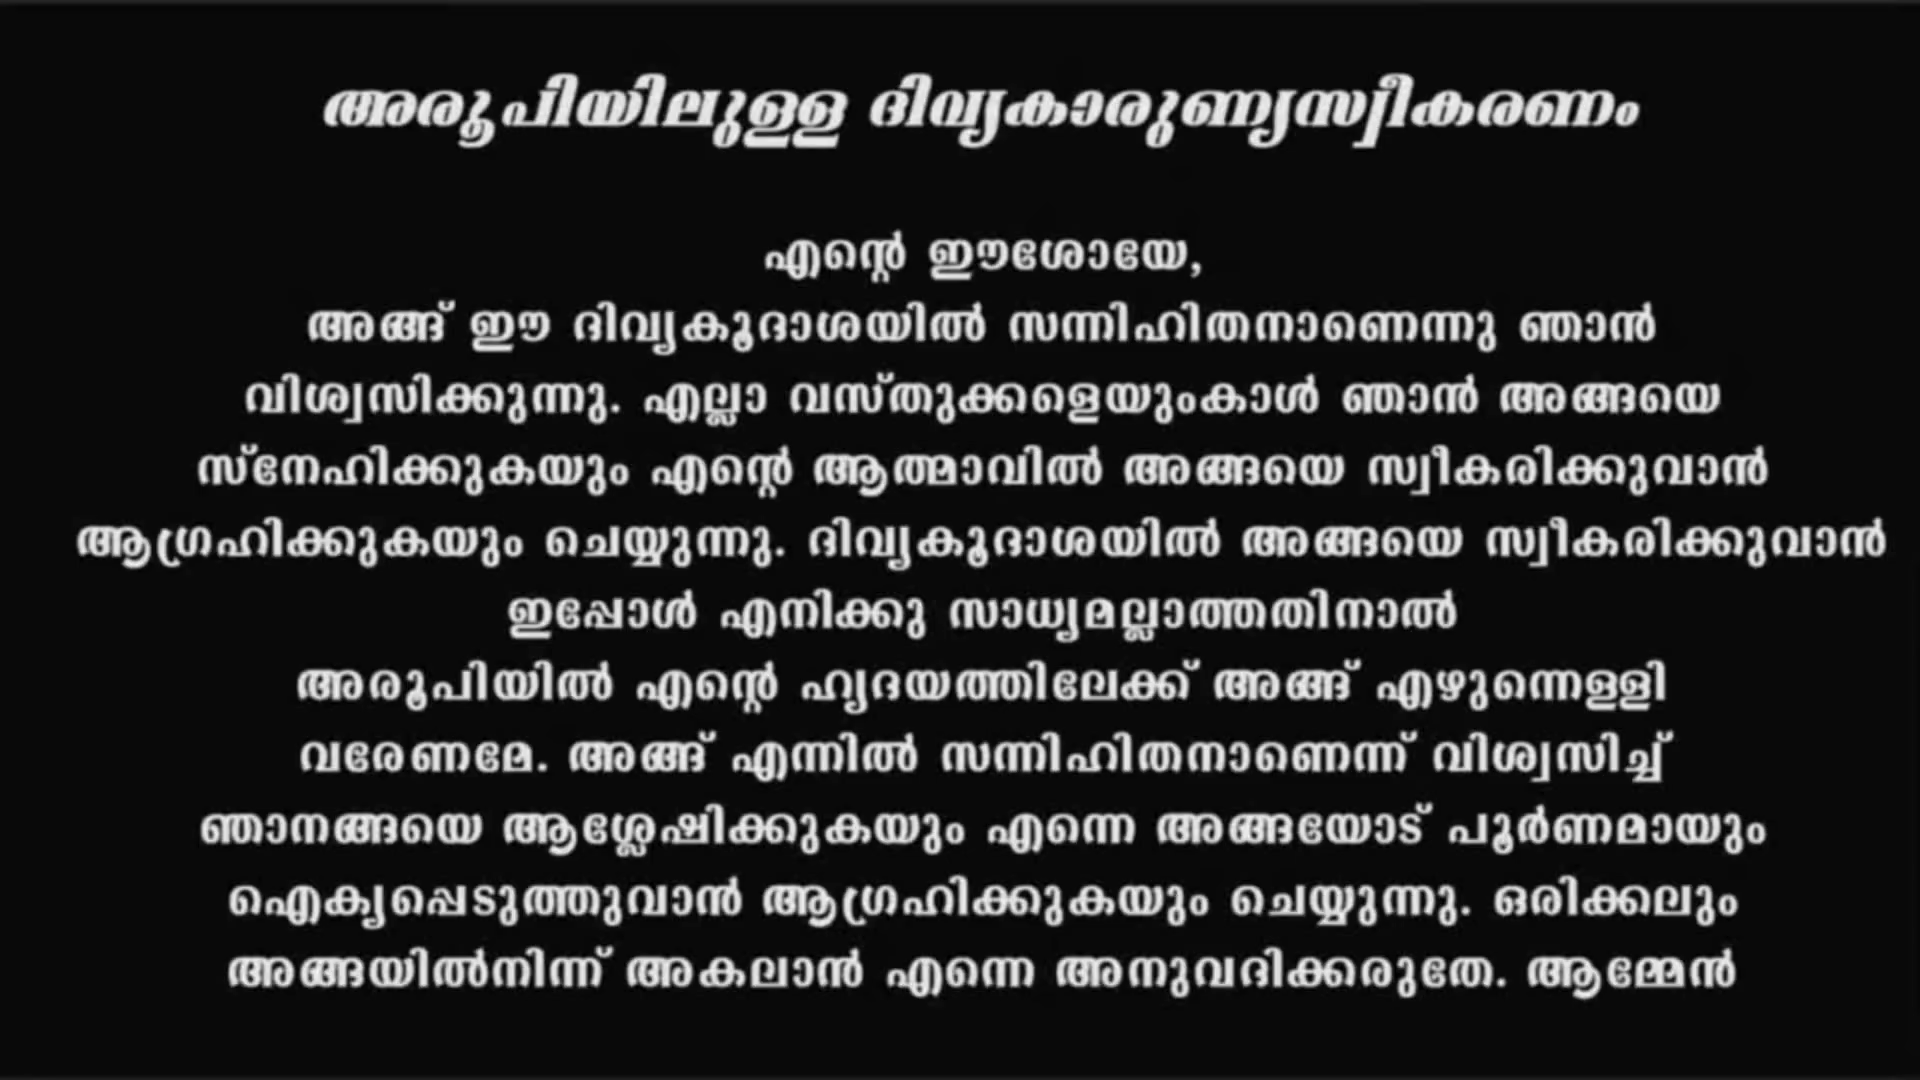 അരൂപിയിലുള്ള ദിവ്യകാരുണ്യസ്വീകരണം
എന്റെ ഈശോയേ,
അങ്ങ് ഈ ദിവ്യകൂദാശയിൽ സന്നിഹിതനാണെന്നു ഞാൻ
വിശ്വസിക്കുന്നു. എല്ലാ വസ്തുക്കളെയുംകാൾ ഞാൻ അങ്ങയെ
സ്നേഹിക്കുകയും എന്റെ ആത്മാവിൽ അങ്ങയെ സ്വീകരിക്കുവാൻ
ആഗ്രഹിക്കുകയും ചെയ്യുന്നു. ദിവ്യകൂദാശയിൽ അങ്ങയെ സ്വീകരിക്കുവാൻ
ഇപ്പോൾ എനിക്കു സാധ്യമല്ലാത്തതിനാൽ
അരൂപിയിൽ എന്റെ ഹൃദയത്തിലേക്ക് അങ്ങ് എഴുന്നെള്ളി
വരേണമേ. അങ്ങ് എന്നിൽ സന്നിഹിതനാണെന്ന് വിശ്വസിച്ച്
ഞാനങ്ങയെ ആശ്ലേഷിക്കുകയും എന്നെ അങ്ങയോട് പൂർണമായും
ഐക്യപ്പെടുത്തുവാൻ ആഗ്രഹിക്കുകയും ചെയ്യുന്നു. ഒരിക്കലും
അങ്ങയിൽനിന്ന് അകലാൻ എന്നെ അനുവദിക്കരുതേ. ആമ്മേൻ